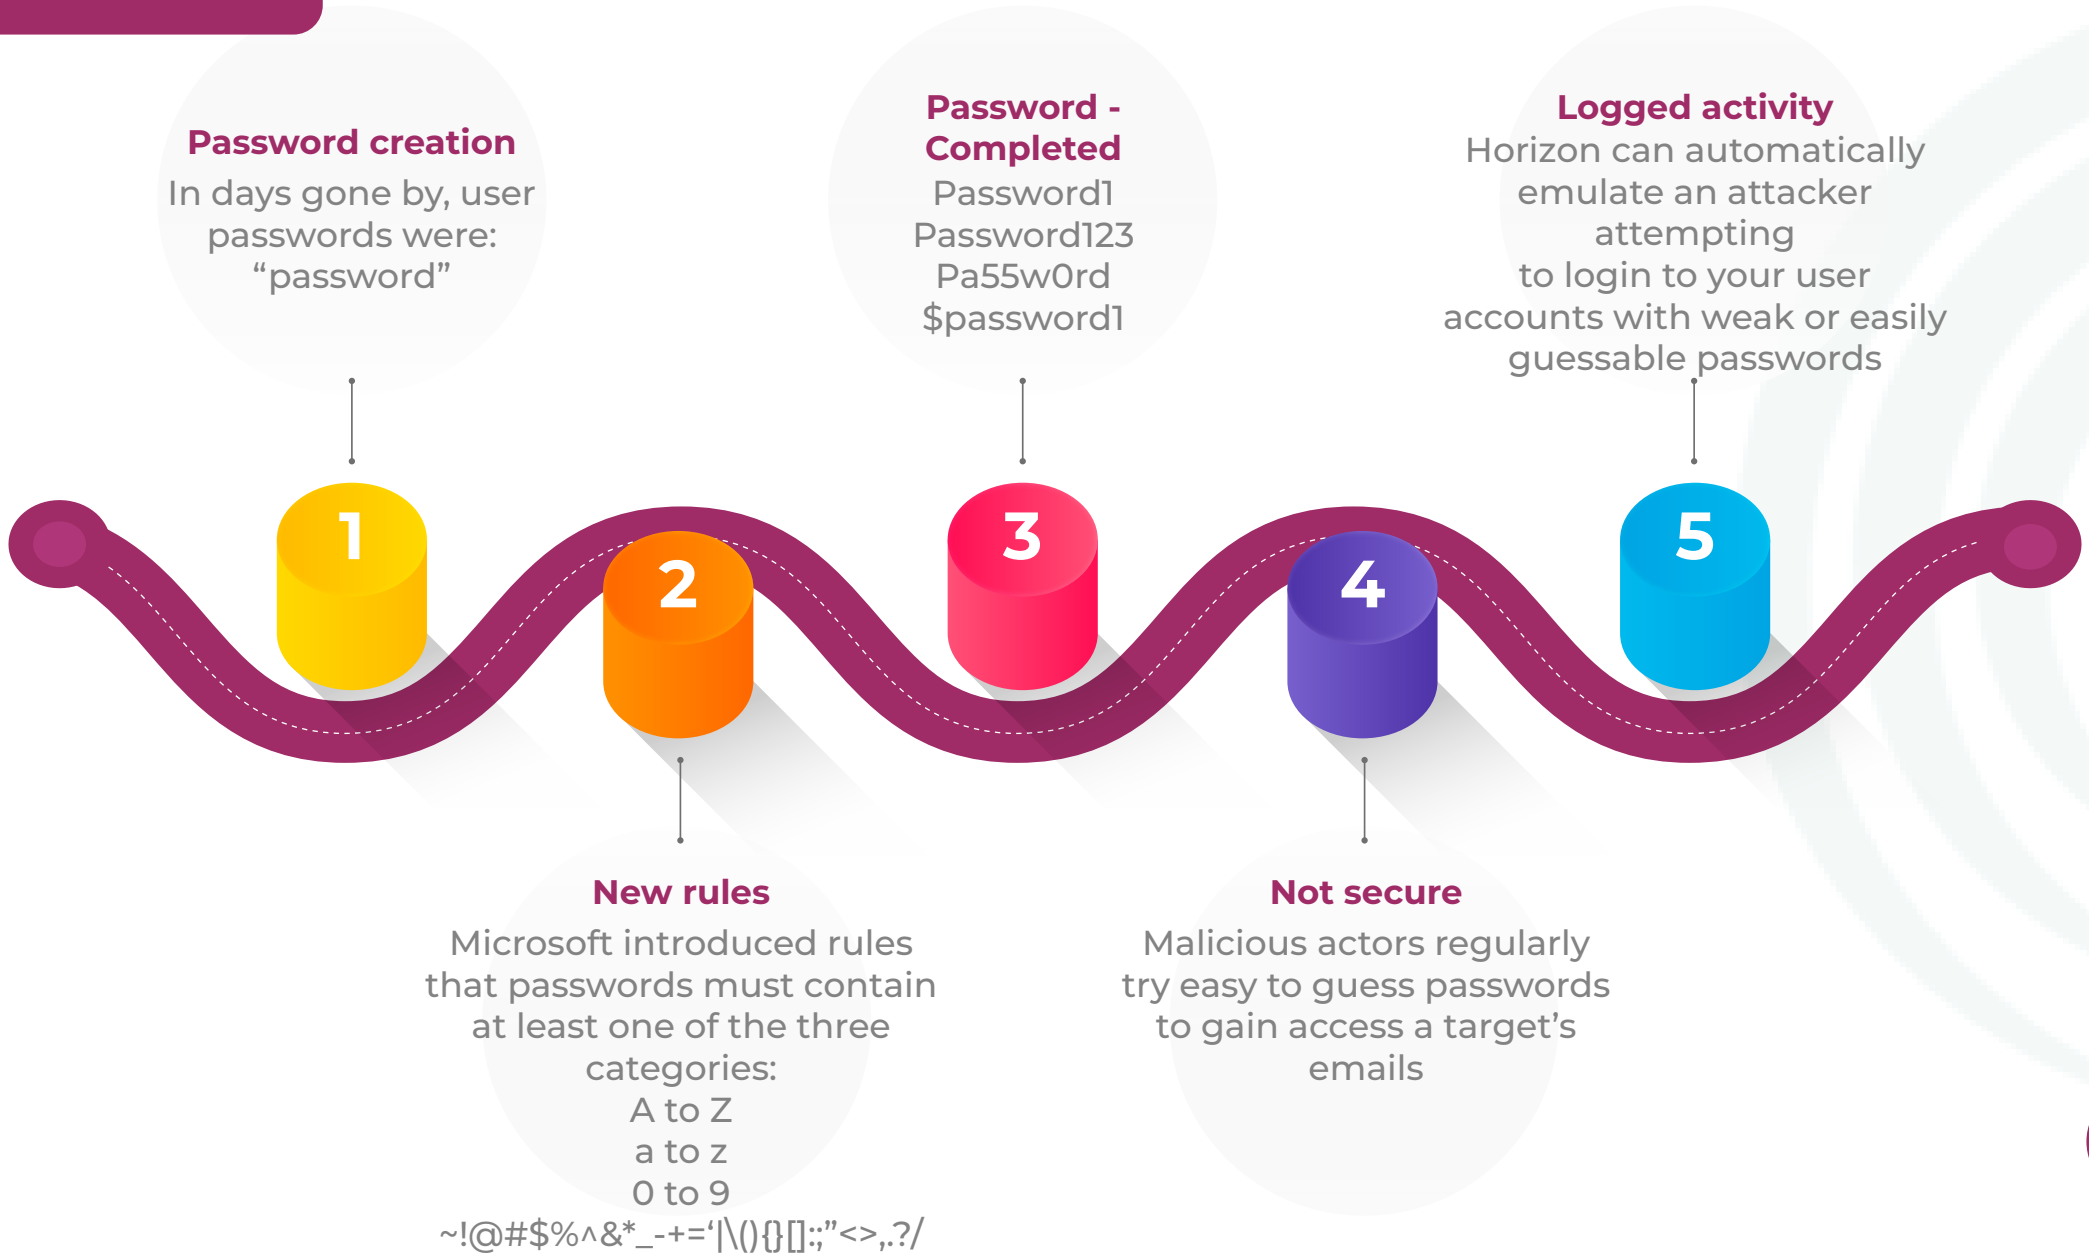 Password creation
In days gone by, user
passwords were:
“password”
1
New rules
Microsoft introduced rules
that passwords must contain
at least one of the three
categories:
A to Z
a to z
0 to 9
~!@#$%^&*_-+=‘|\(){}[]:;”<>,.?/
2
Password -
Completed
Password1
Password123
Pa55w0rd
$password1
3
Not secure
Malicious actors regularly
try easy to guess passwords
to gain access a target’s
emails
4
Logged activity
Horizon can automatically
emulate an attacker
attempting
to login to your user
accounts with weak or easily
guessable passwords
5